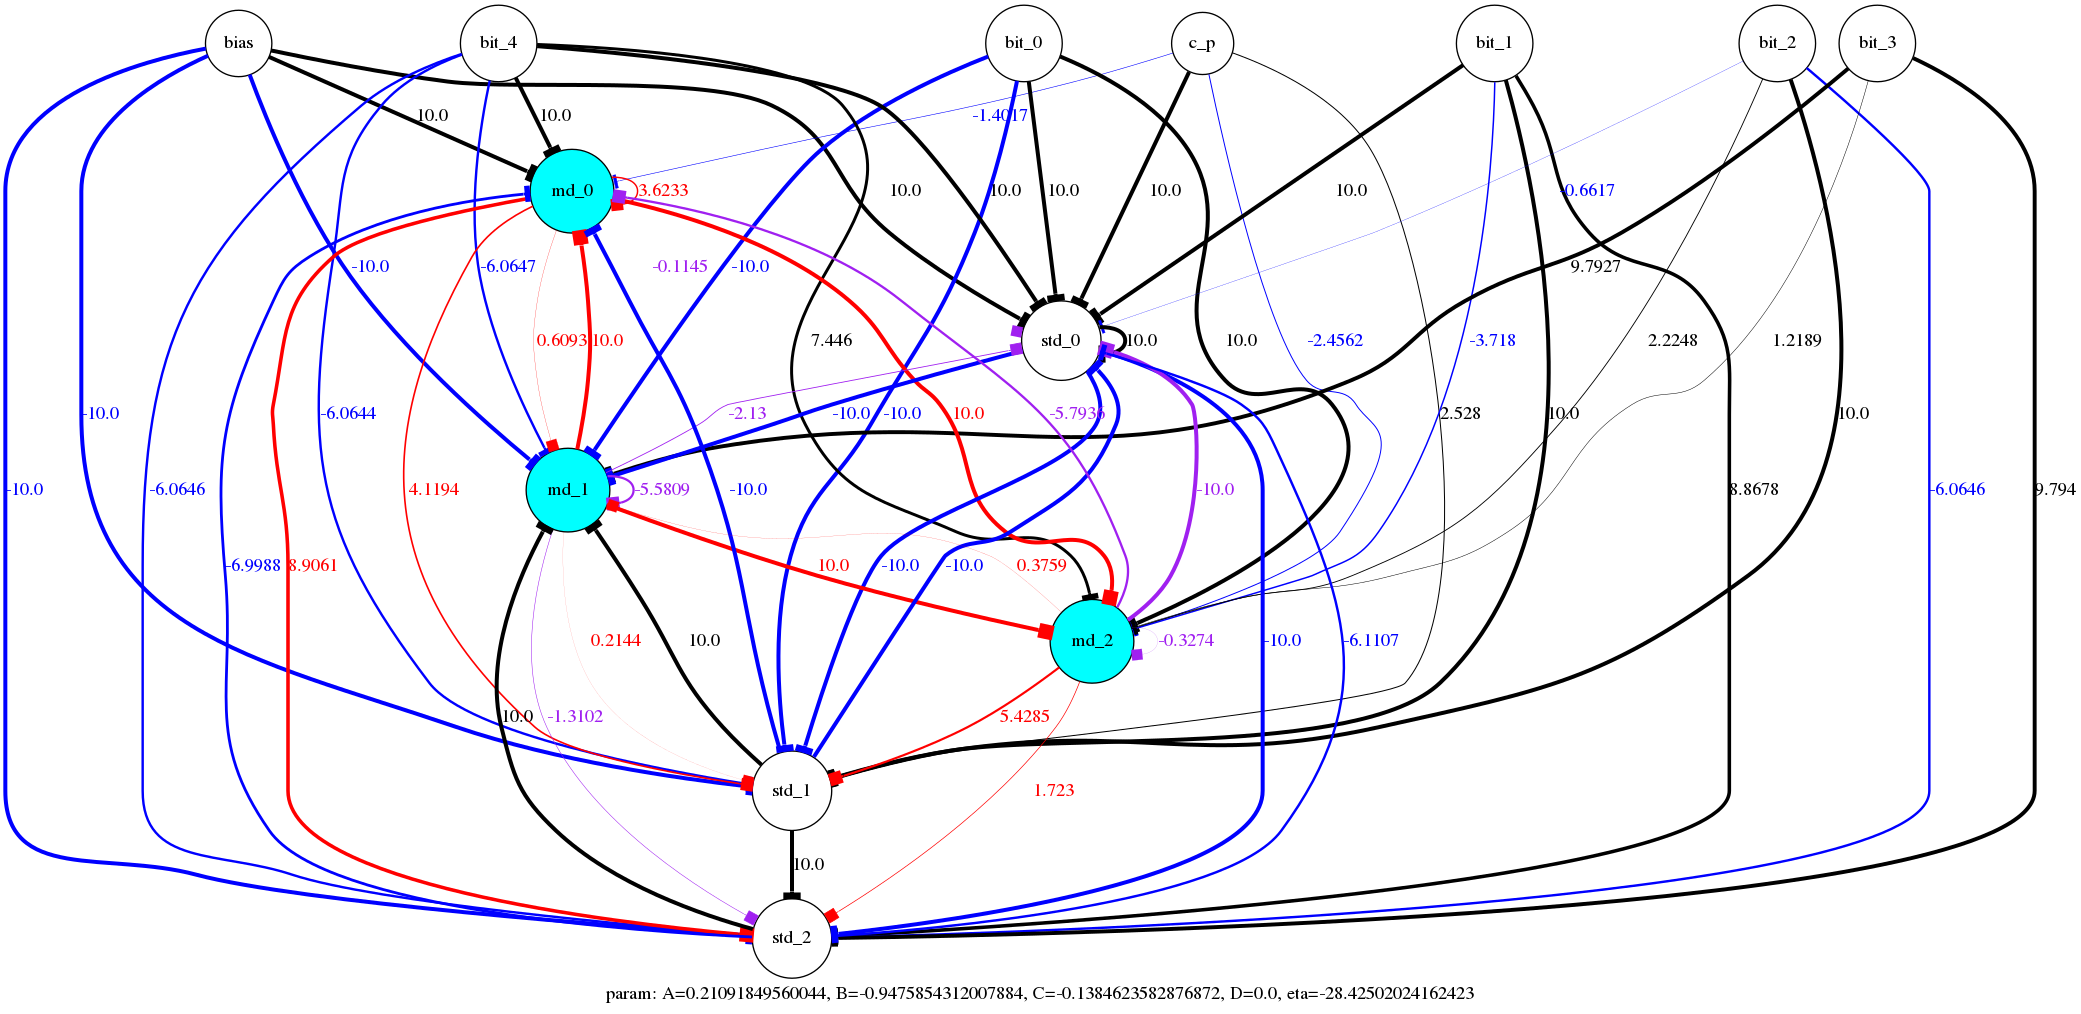 bias bit_4 bit_0 c_p bit_1 bit_2 bit_3
10.0 10.0 -1.4017
md_0 3.6233 10.0 10.0 10.0 10.0 10.0 -0.6617
-10.0 -6.0647 -0.1145 -10.0 9.7927
0.6093 10.0 7.446 std_0 10.0 10.0 -2.4562 -3.718 2.2248 1.2189
-10.0 -6.0644 -2.13 -10.0 -10.0 10.0 -5.7936 2.528 10.0 10.0
-10.0 -6.0646 4.1194 md_1 -5.5809 -10.0 -10.0 8.8678 -6.0646 9.794
-6.9988 8.9061 10.0 -10.0 -10.0 0.3759
0.2144 10.0 md_2 -0.3274 -10.0 -6.1107
10.0 -1.3102 5.4285
std_1 1.723
10.0
std_2
param: A=0.21091849560044, B=-0.9475854312007884, C=-0.1384623582876872, D=0.0, eta=-28.42502024162423